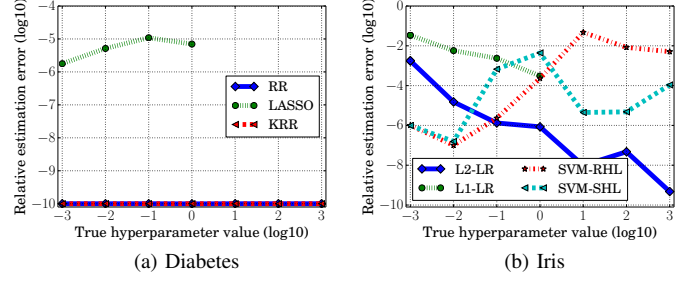 Relative estimation error (log10)
-4
-5
-6
-7
-8
-9
-10
-3 -2 -1 0 1 2 3
True hyperparameter value (log10)
RR
LASSO
KRR
(a) Diabetes
Relative estimation error (log10)
0
-2
-4
-6
-8
-10
-3 -2 -1 0 1 2 3
True hyperparameter value (log10)
L2-LR
L1-LR
SVM-RHL
SVM-SHL
(b) Iris